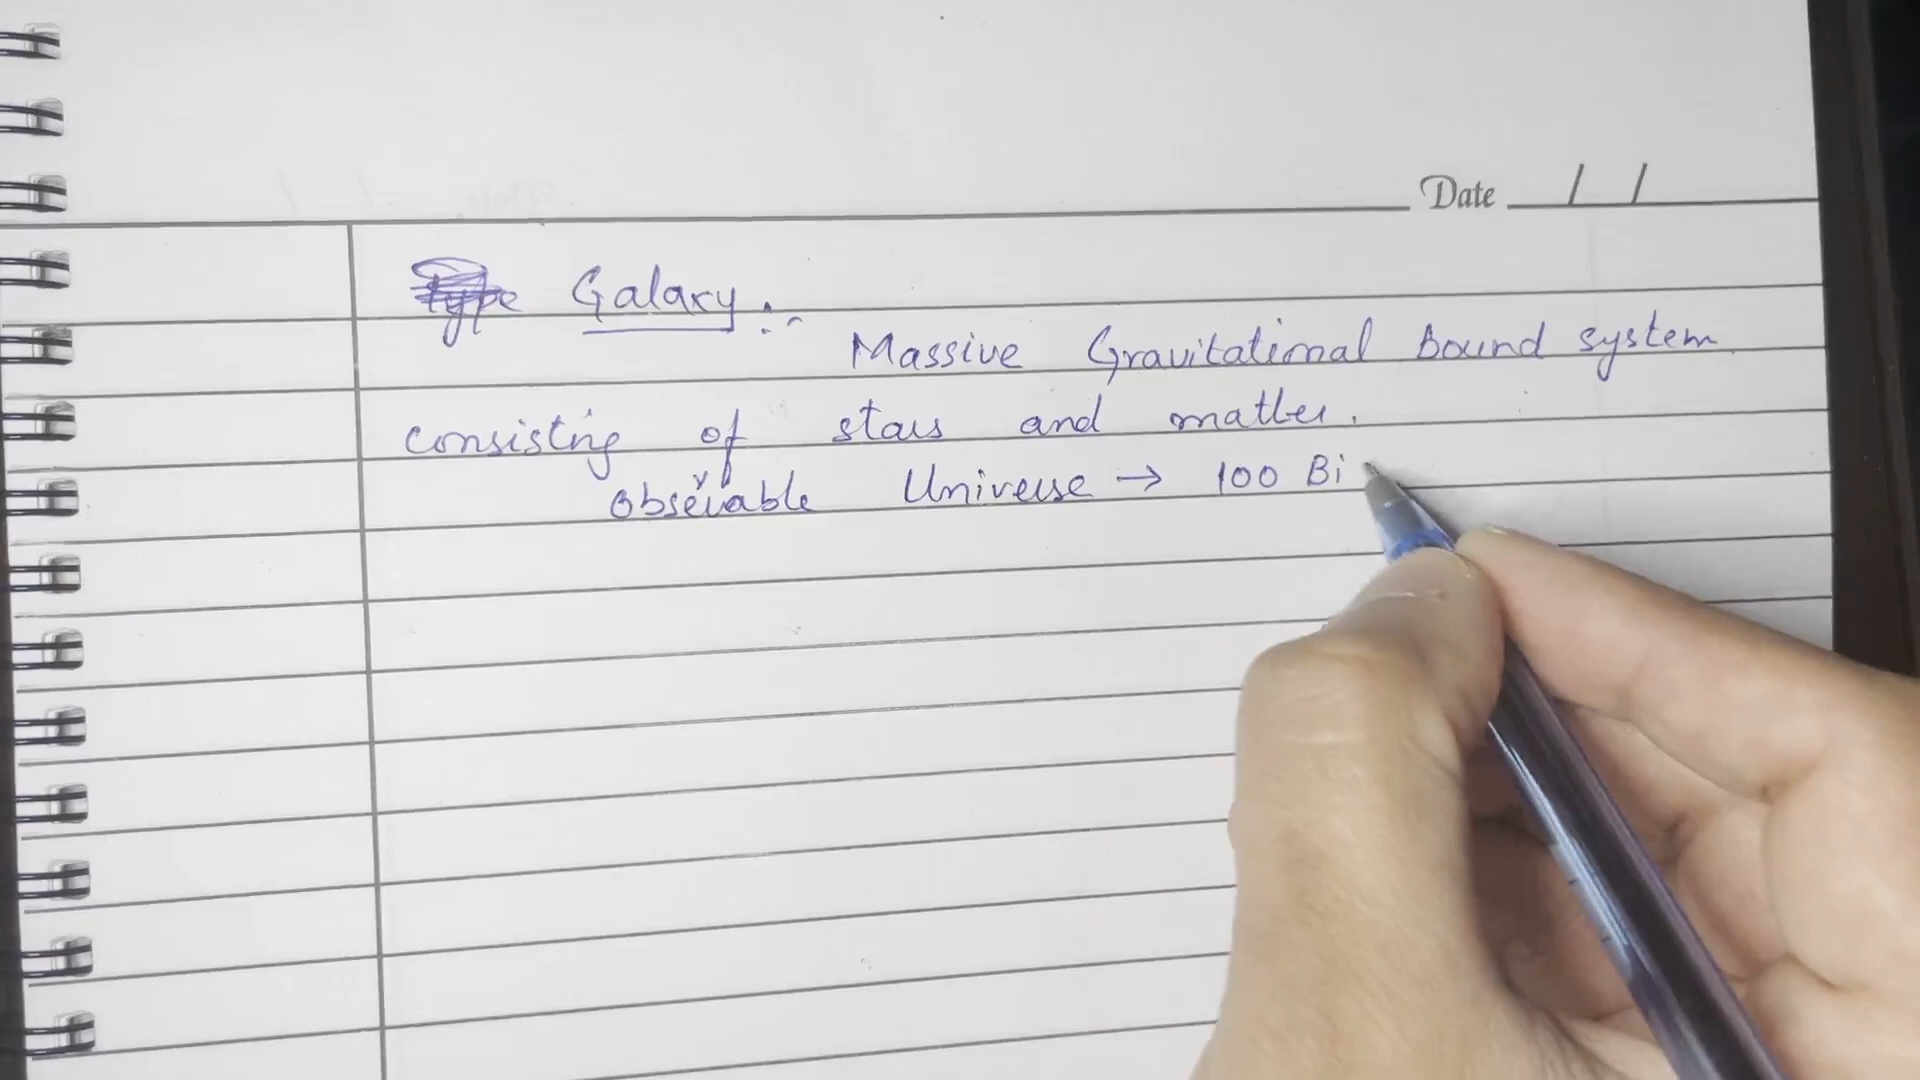 Date / /
Type Galaxy :-
Massive Gravitational Bound system
consisting of stars and matter.
Observable Universe → 100 Bi